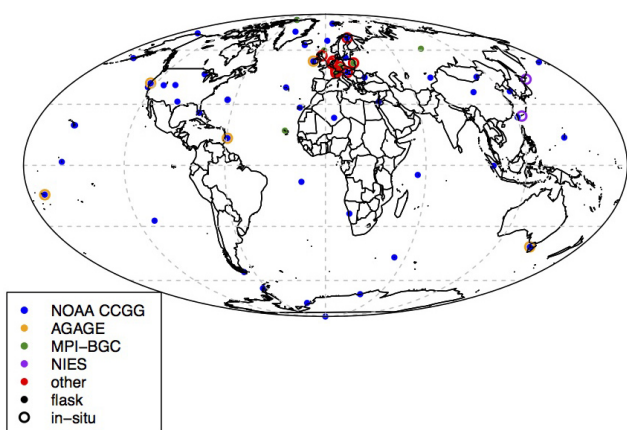 NOAA CCGG
AGAGE
MPI−BGC
NIES
other
flask
in−situ